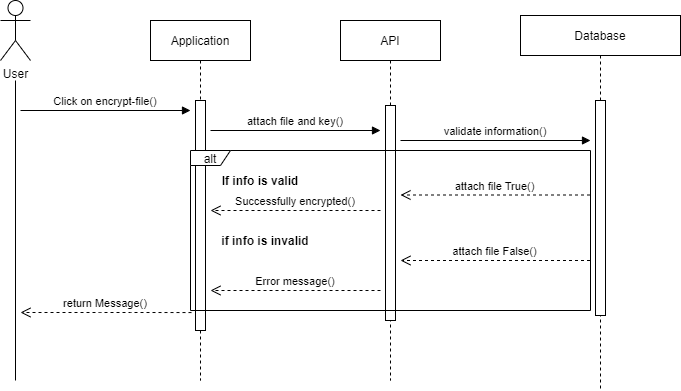 User
Application
API
Database
Click on encrypt-file()
attach file and key()
validate information()
alt
If info is valid
attach file True()
Successfully encrypted()
if info is invalid
attach file False()
Error message()
return Message()